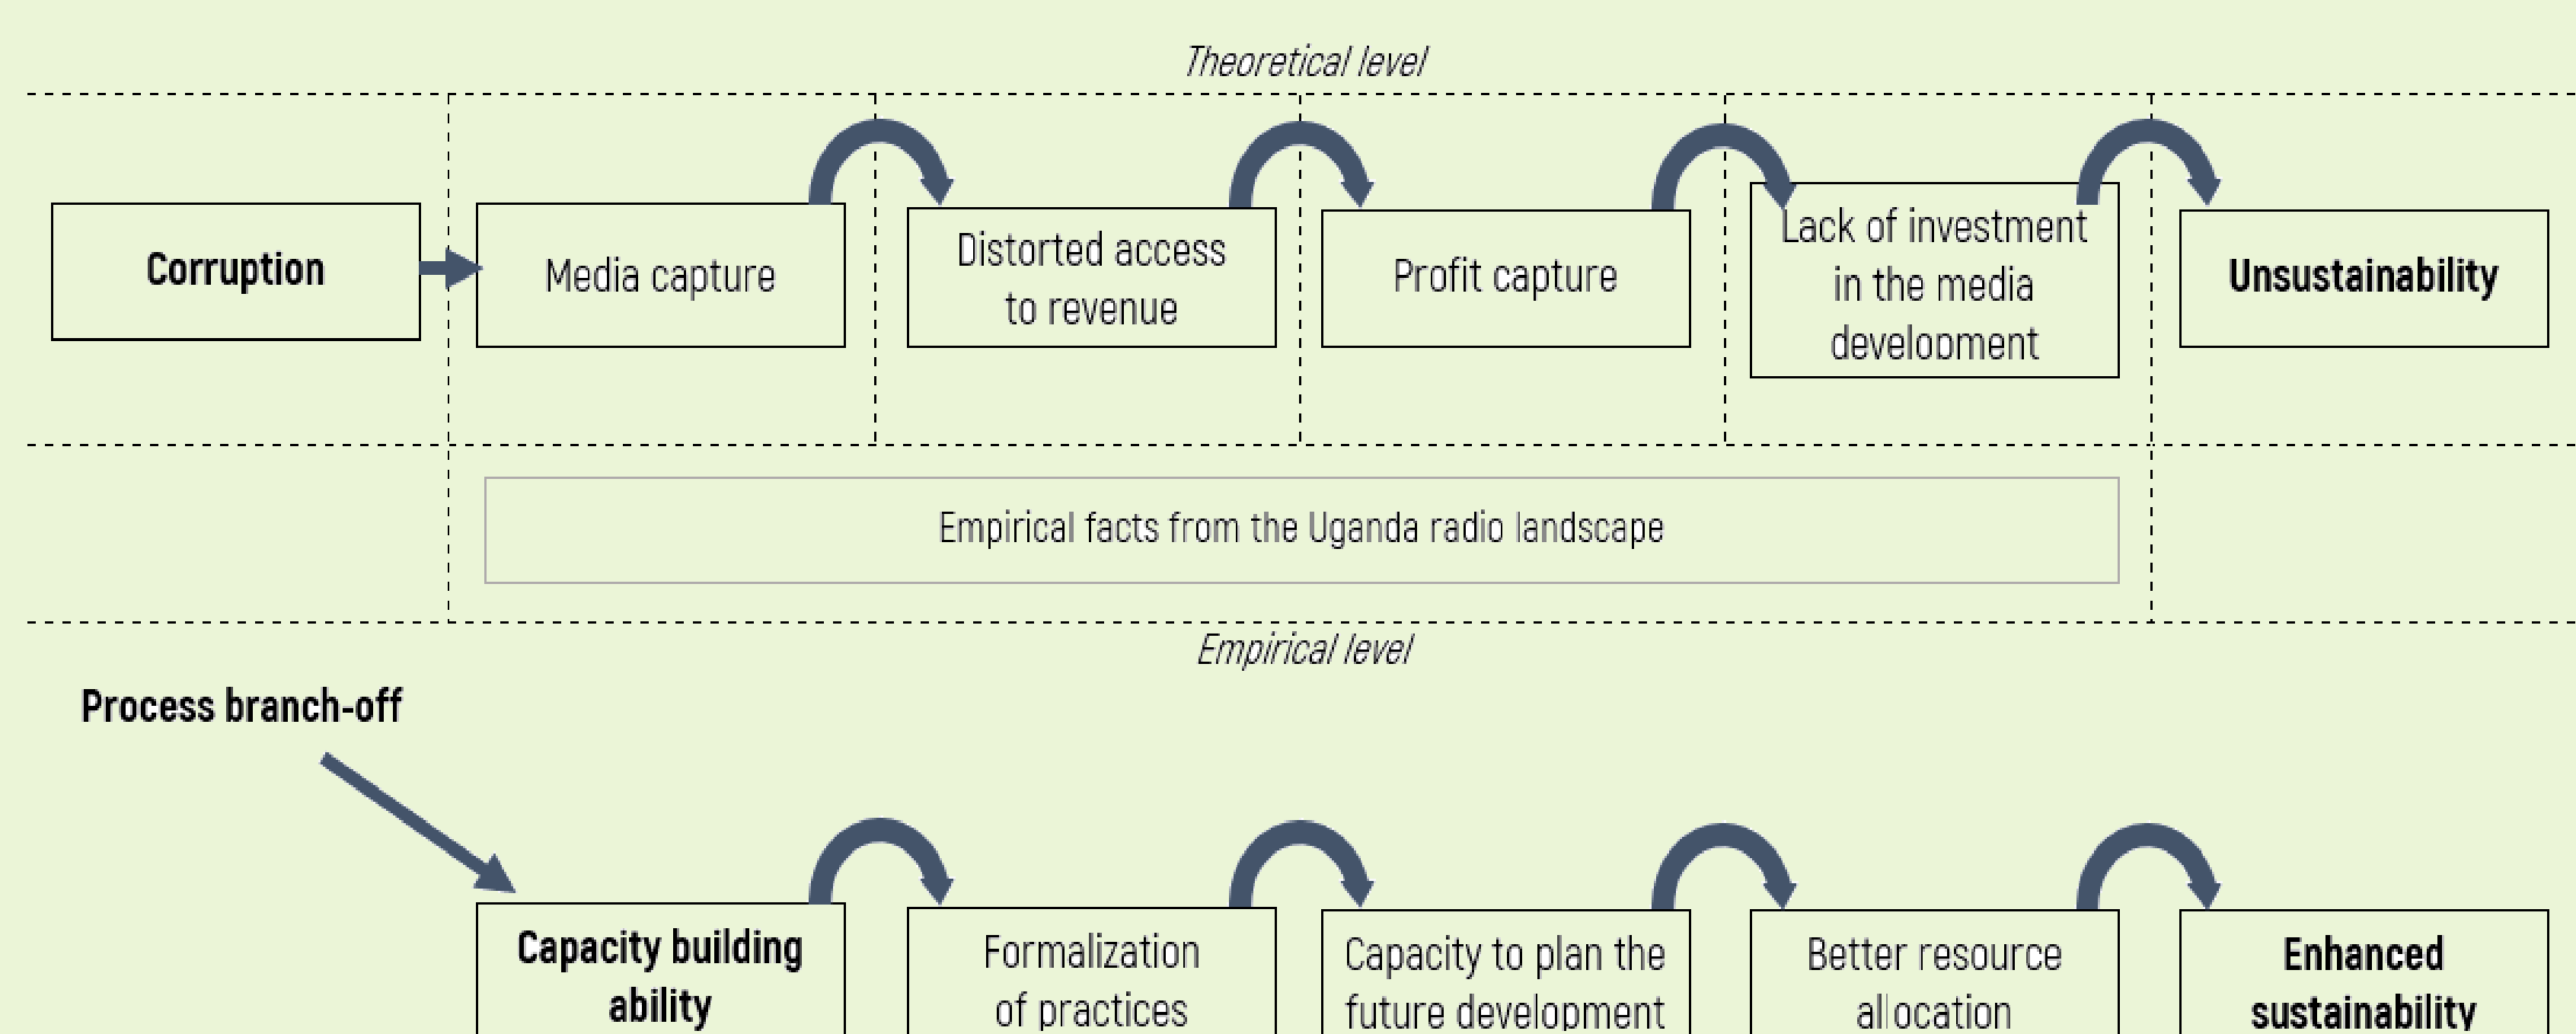 Theoretical level
Corruption
Media capture
Distorted access
to revenue
Profit capture
Lack of investment
in the media
development
Unsustainability
Empirical facts from the Uganda radio landscape
Empirical level
Process branch-off
Capacity building
ability
Formalization
of practices
Capacity to plan the
future development
Better resource
allocation
Enhanced
sustainability